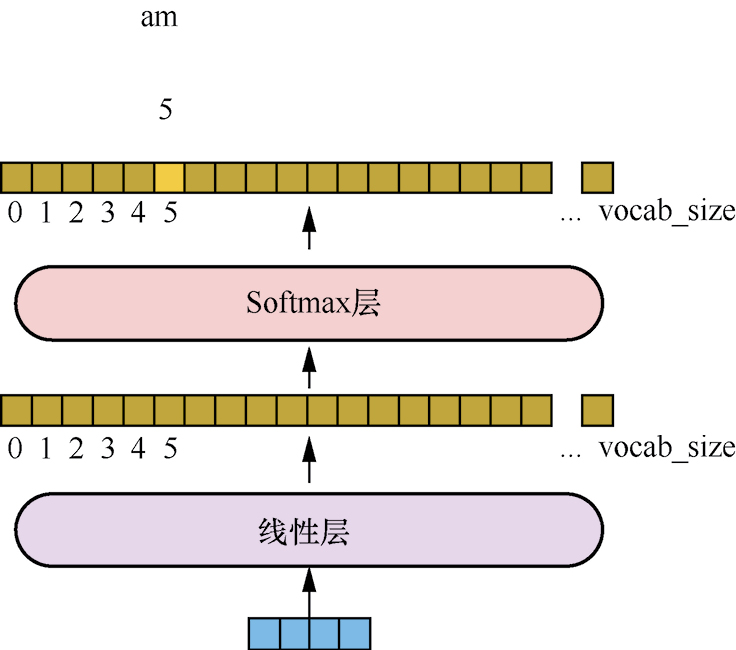 am
5
0 1 2 3 4 5 ... vocab_size
Softmax层
0 1 2 3 4 5 ... vocab_size
线性层